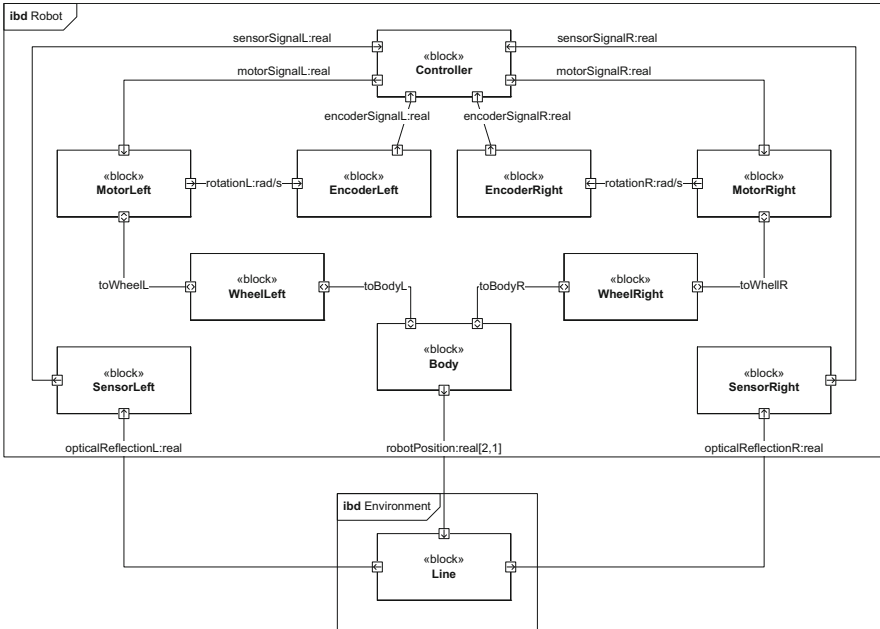 ibd Robot
sensorSignalL:real
sensorSignalR:real
«block»
Controller
motorSignalL:real
motorSignalR:real
encoderSignalL:real
encoderSignalR:real
«block»
MotorLeft
rotationL:rad/s
«block»
EncoderLeft
«block»
EncoderRight
rotationR:rad/s
«block»
MotorRight
toWheelL
«block»
WheelLeft
toBodyL
toBodyR
«block»
WheelRight
toWhellR
«block»
SensorLeft
«block»
Body
«block»
SensorRight
opticalReflectionL:real
robotPosition:real[2,1]
opticalReflectionR:real
ibd Environment
«block»
Line